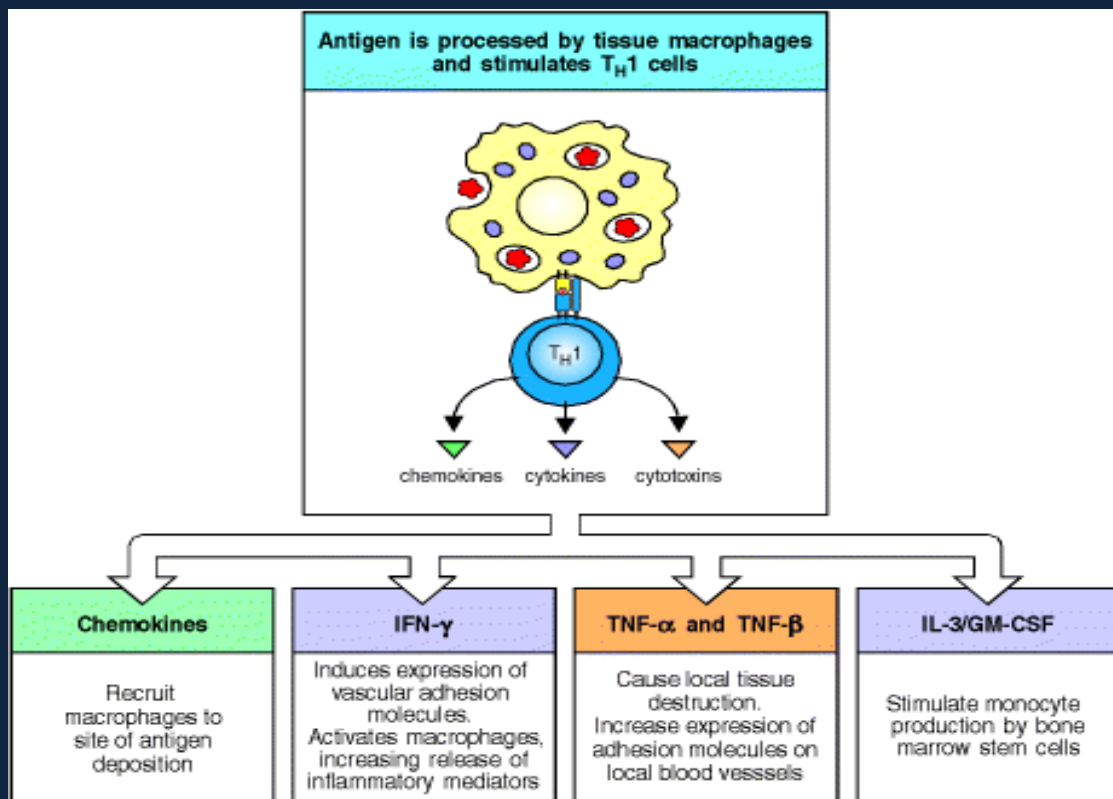 Antigen is processed by tissue macrophages
and stimulates TH1 cells
TH1
chemokines cytokines cytotoxins
Chemokines
Recruit
macrophages to
site of antigen
deposition
IFN-γ
Induces expression of
vascular adhesion
molecules.
Activates macrophages,
increasing release of
inflammatory mediators
TNF-α and TNF-β
Cause local tissue
destruction.
Increase expression of
adhesion molecules on
local blood vesssels
IL-3/GM-CSF
Stimulate monocyte
production by bone
marrow stem cells